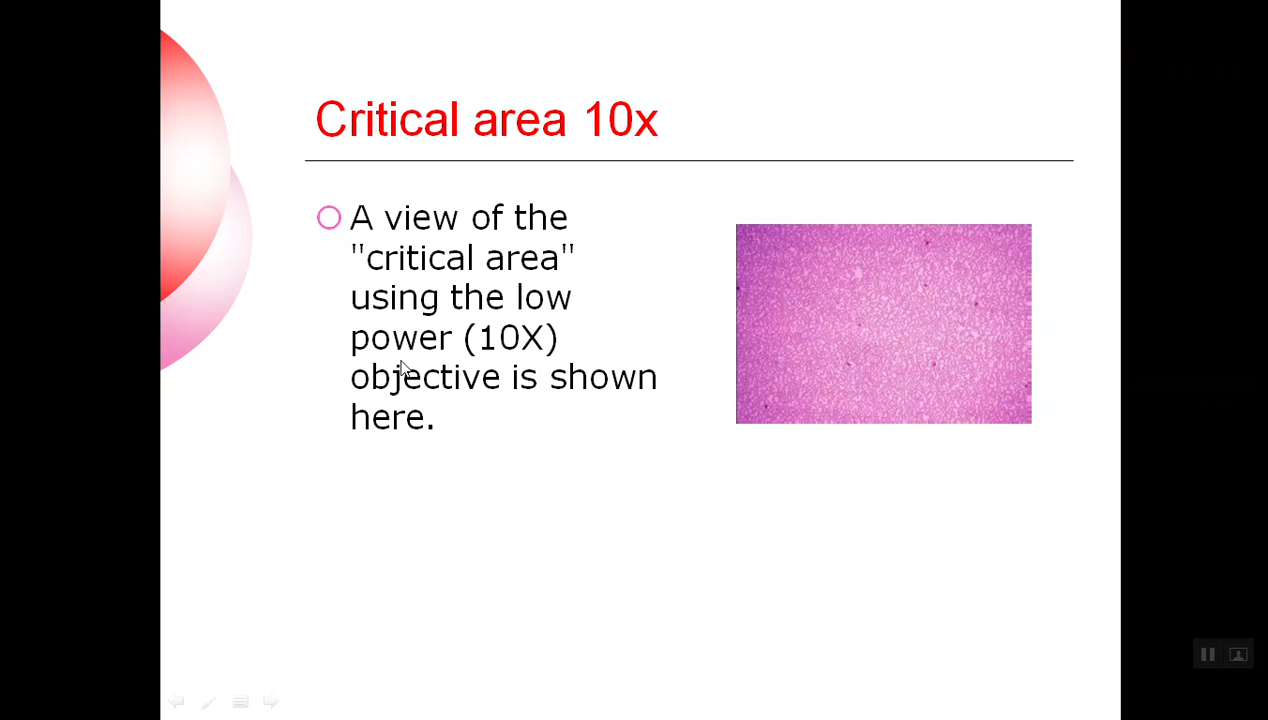 Critical area 10x
A view of the
"critical area"
using the low
power (10X)
objective is shown
here.